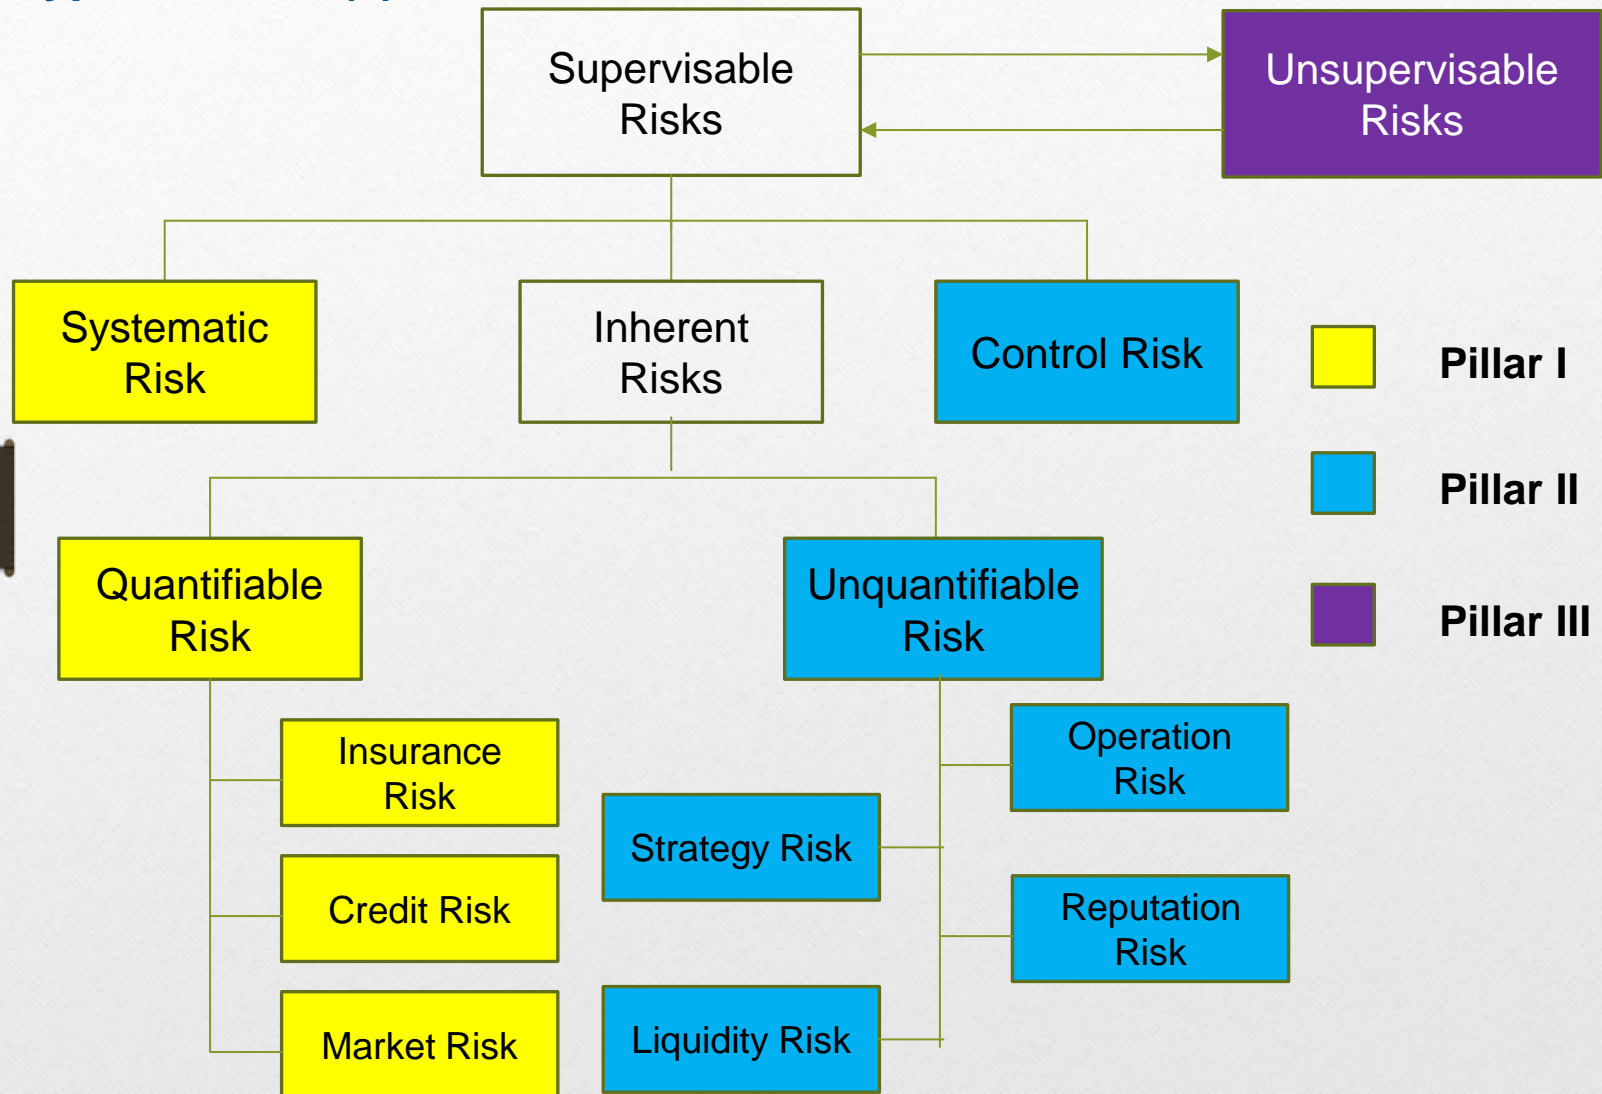 Supervisable
Risks
Unsupervisable
Risks
Systematic
Risk
Inherent
Risks
Control Risk
Pillar I
Pillar II
Pillar III
Quantifiable
Risk
Unquantifiable
Risk
Insurance
Risk
Credit Risk
Market Risk
Strategy Risk
Liquidity Risk
Operation
Risk
Reputation
Risk